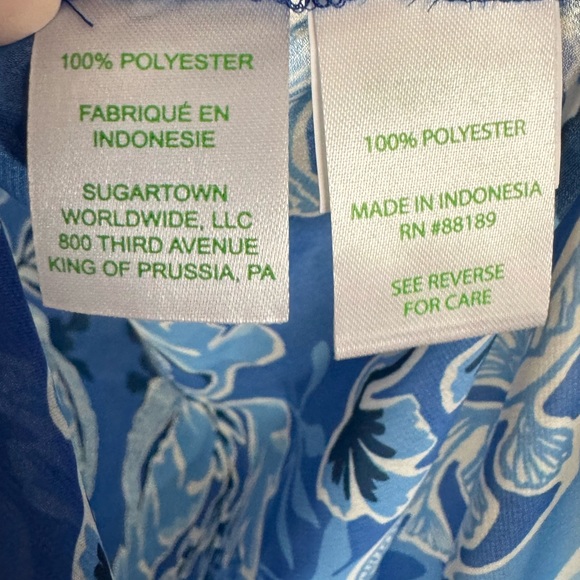 100% POLYESTER
FABRIQUÉ EN
INDONESIE
SUGARTOWN
WORLDWIDE, LLC
800 THIRD AVENUE
KING OF PRUSSIA, PA
100% POLYESTER
MADE IN INDONESIA
RN #88189
SEE REVERSE
FOR CARE